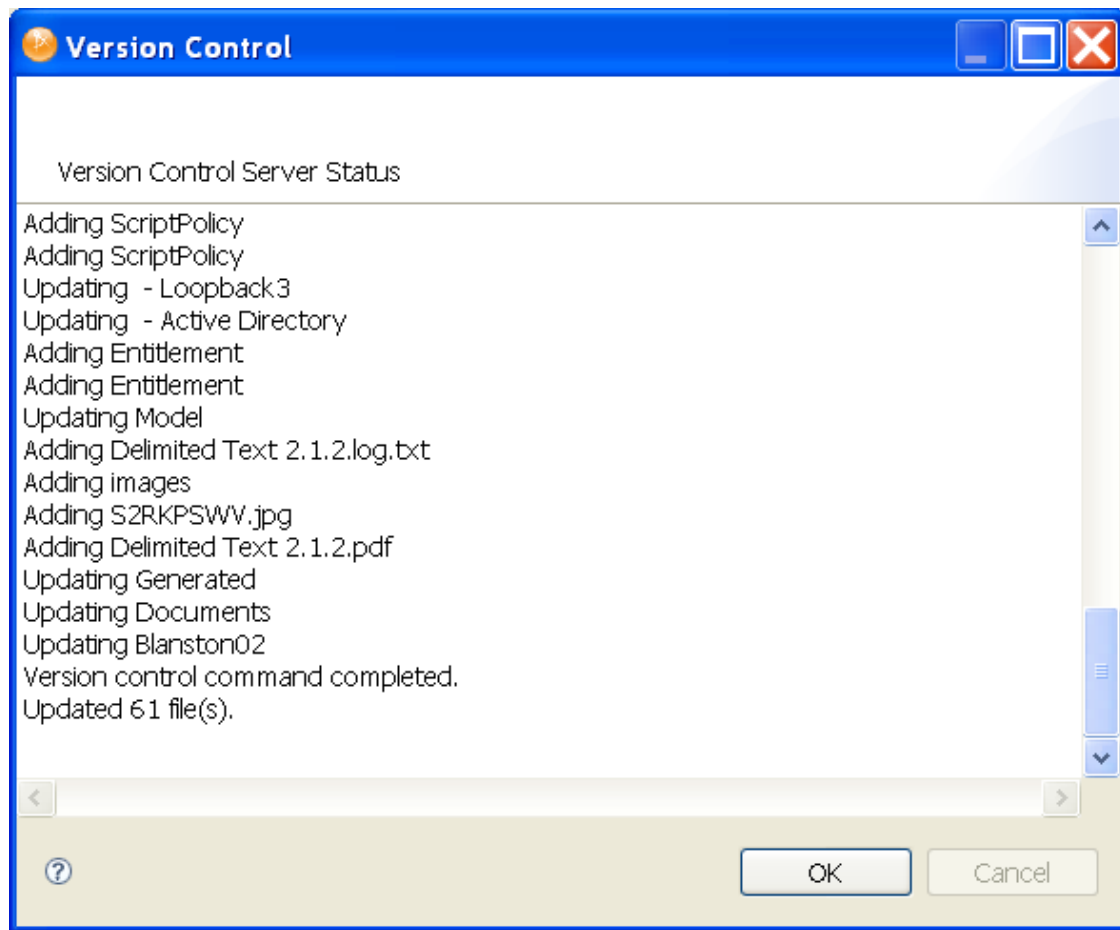 Version Control
Version Control Server Status
Adding ScriptPolicy
Adding ScriptPolicy
Updating  - Loopback3
Updating  - Active Directory
Adding Entitlement
Adding Entitlement
Updating Model
Adding Delimited Text 2.1.2.log.txt
Adding images
Adding S2RKPSWV.jpg
Adding Delimited Text 2.1.2.pdf
Updating Generated
Updating Documents
Updating Blanston02
Version control command completed.
Updated 61 file(s).
OK
Cancel